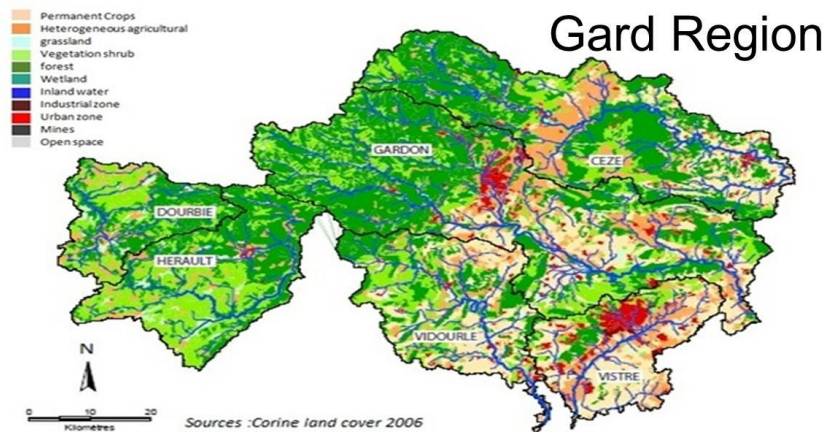 Gard Region
Permanent Crops
Heterogeneous agricultural
grassland
Vegetation shrub
forest
Wetland
Inland water
Industrial zone
Urban zone
Mines
Open space
GARDON
CEZE
DOURBIE
HERAULT
VIDOURLE
VISTRE
N
0 10 20
Kilometres
Sources :Corine land cover 2006